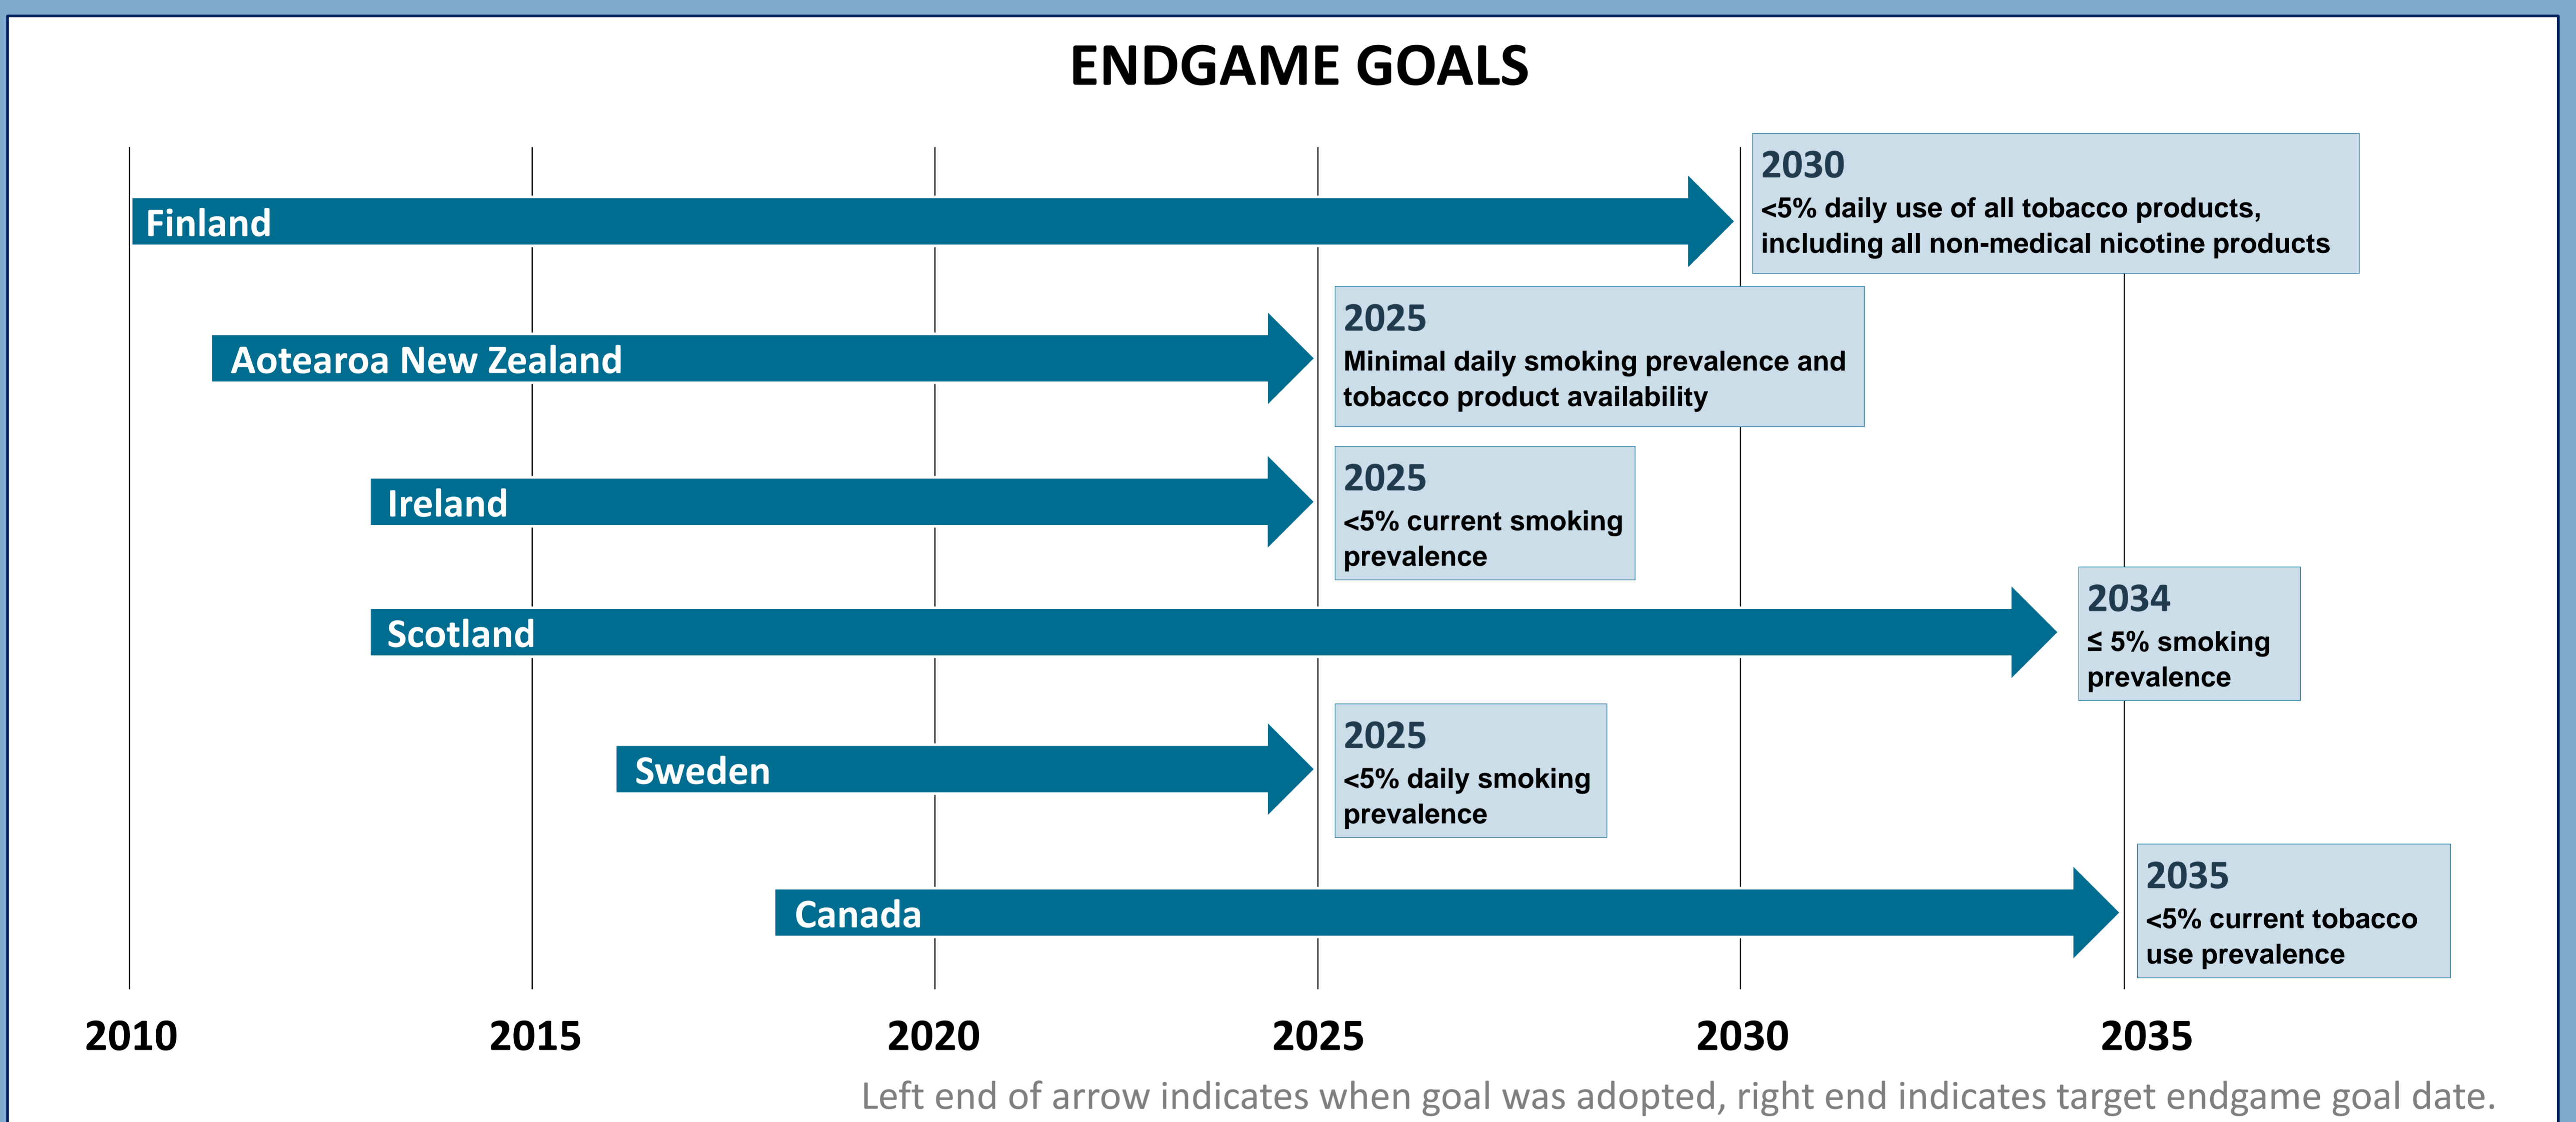 ENDGAME GOALS
Finland
2030
<5% daily use of all tobacco products,
including all non-medical nicotine products
Aotearoa New Zealand
2025
Minimal daily smoking prevalence and
tobacco product availability
Ireland
2025
<5% current smoking
prevalence
Scotland
2034
≤ 5% smoking
prevalence
Sweden
2025
<5% daily smoking
prevalence
Canada
2035
<5% current tobacco
use prevalence
2010 2015 2020 2025 2030 2035
Left end of arrow indicates when goal was adopted, right end indicates target endgame goal date.